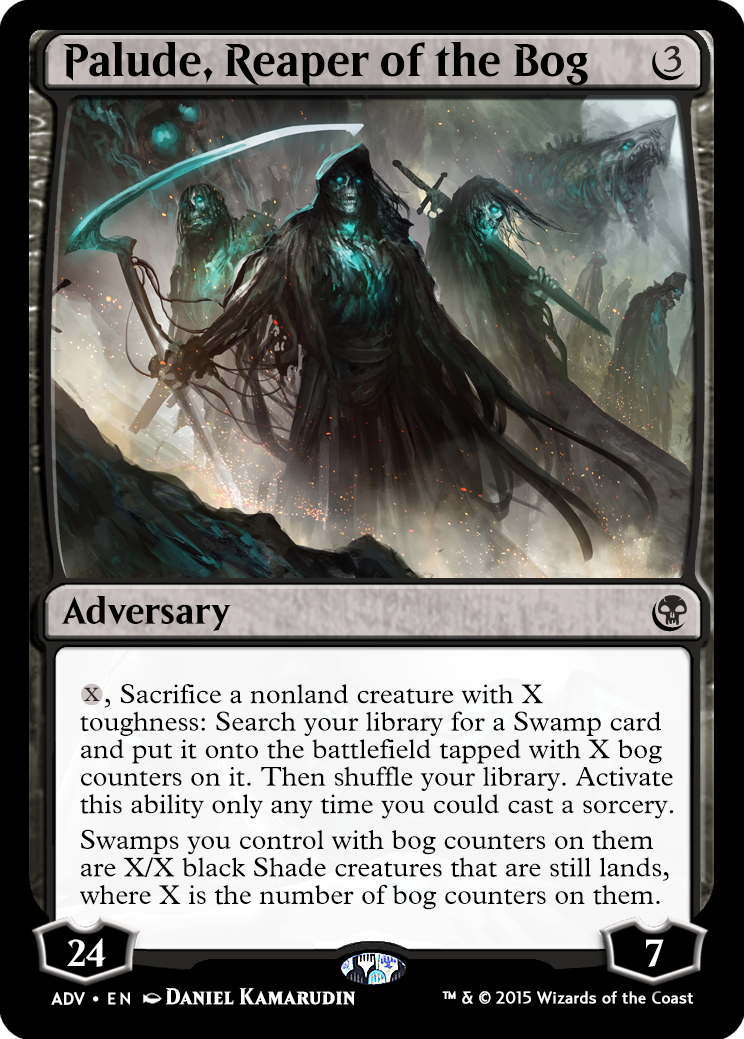 Palude, Reaper of the Bog 3
Adversary
X, Sacrifice a nonland creature with X
toughness: Search your library for a Swamp card
and put it onto the battlefield tapped with X bog
counters on it. Then shuffle your library. Activate
this ability only any time you could cast a sorcery.
Swamps you control with bog counters on them
are X/X black Shade creatures that are still lands,
where X is the number of bog counters on them.
24
7
ADV • EN DANIEL KAMARUDIN
™ & © 2015 Wizards of the Coast